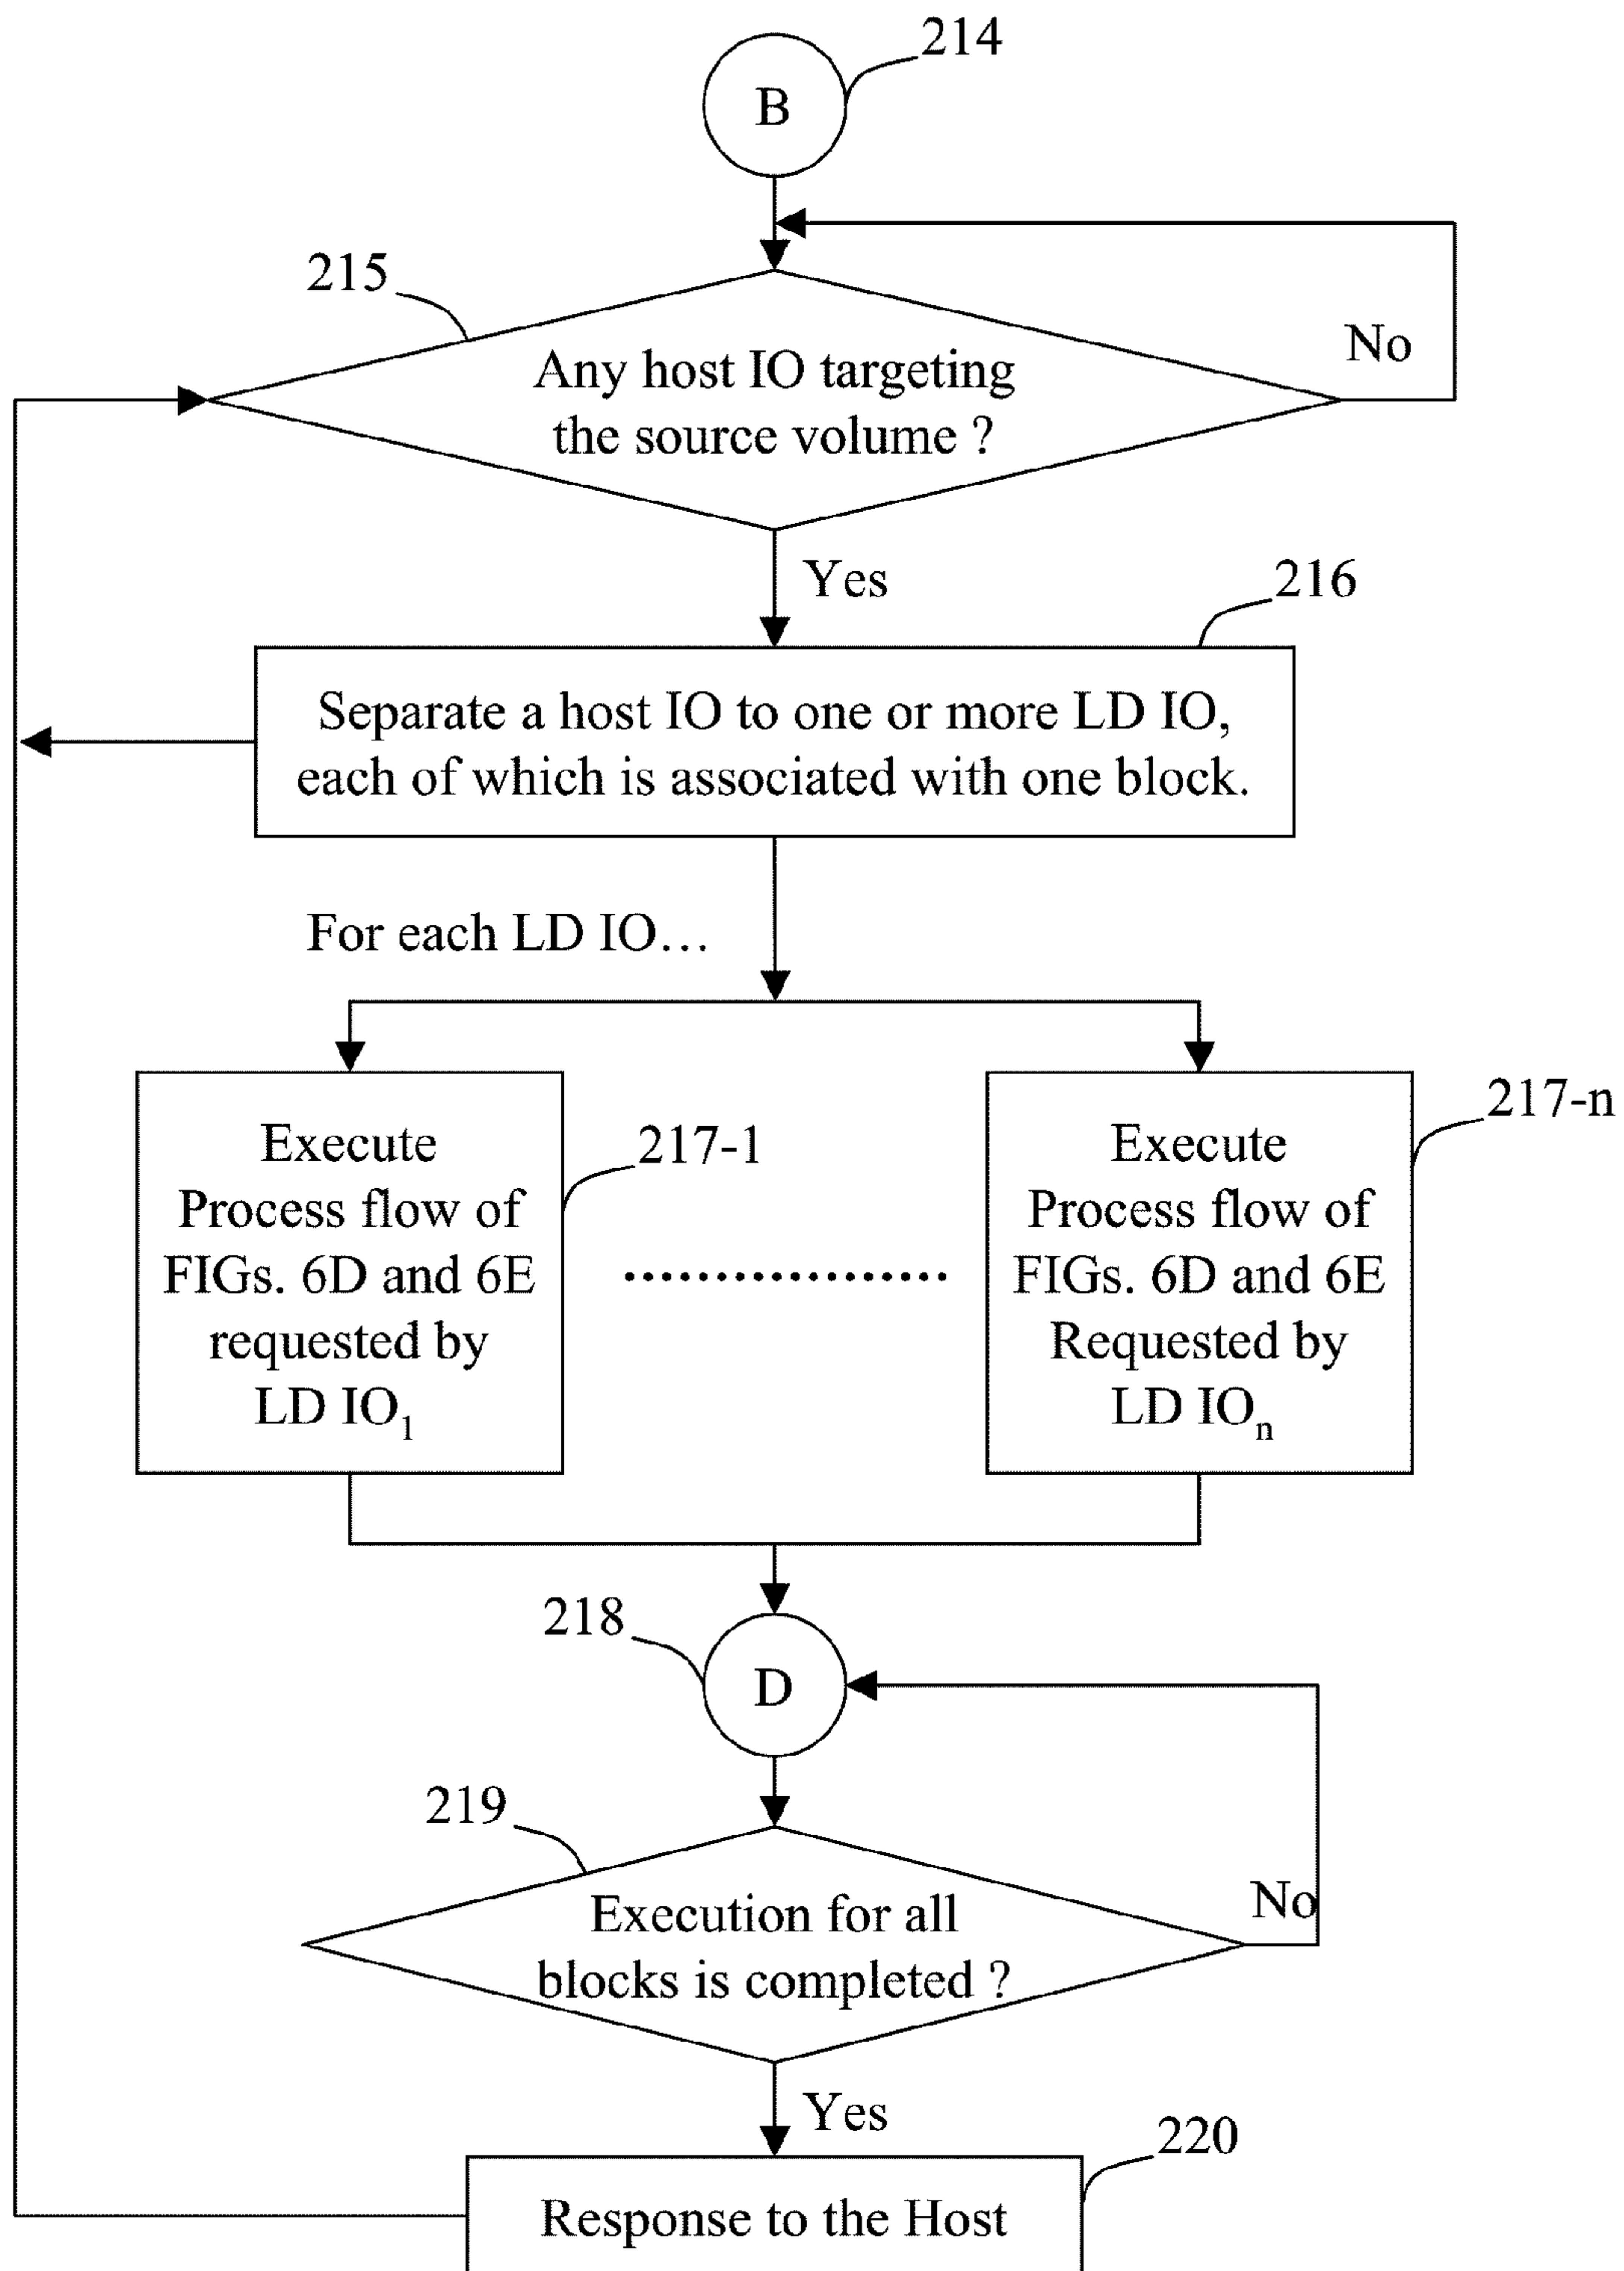 214
B
215
Any host IO targeting
the source volume ?
No
Yes
216
Separate a host IO to one or more LD IO,
each of which is associated with one block.
For each LD IO…
Execute
Process flow of
FIGs. 6D and 6E
requested by
LD IO1
217-1
..................
Execute
Process flow of
FIGs. 6D and 6E
Requested by
LD IOn
217-n
218
D
219
Execution for all
blocks is completed ?
No
Yes
220
Response to the Host